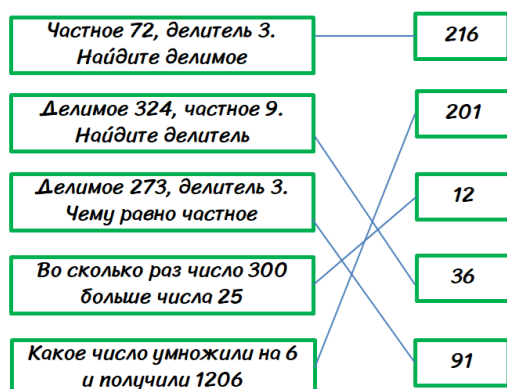 Частное 72, делитель 3.
Найдите делимое
216
Делимое 324, частное 9.
Найдите делитель
201
Делимое 273, делитель 3.
Чему равно частное
12
Во сколько раз число 300
больше числа 25
36
Какое число умножили на 6
и получили 1206
91